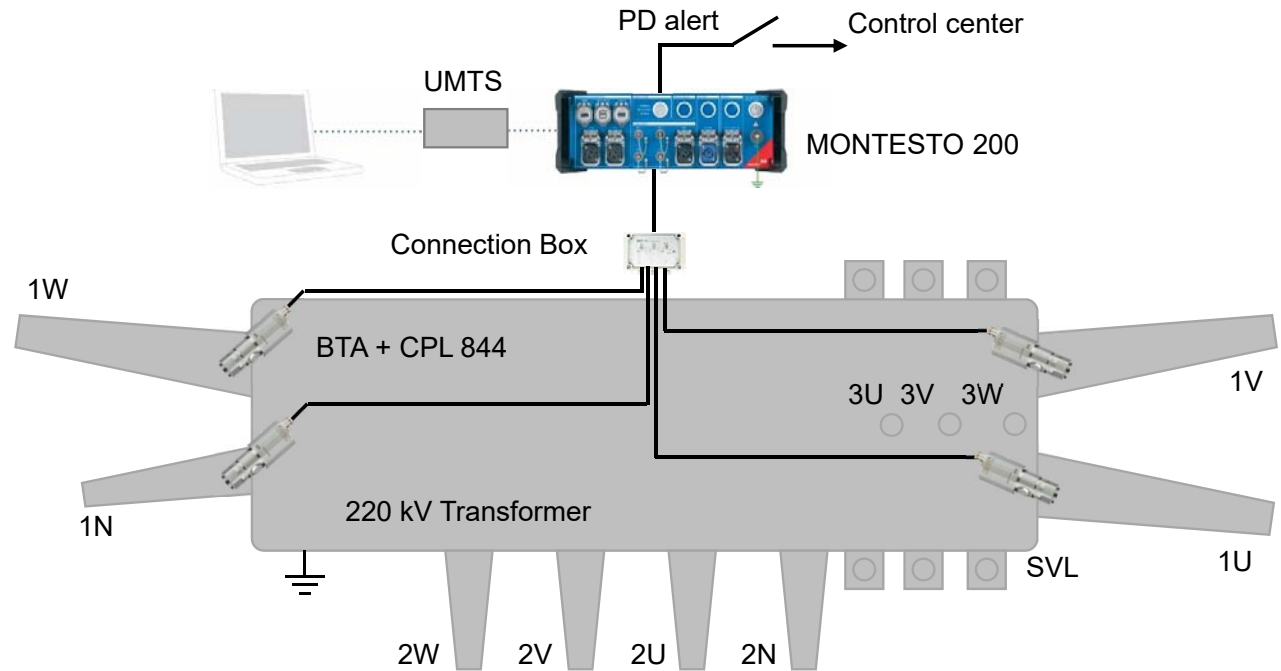 PD alert
Control center
UMTS
MONTESTO 200
Connection Box
1W
BTA + CPL 844
1V
3U 3V 3W
1N
220 kV Transformer
SVL
1U
2W
2V
2U
2N